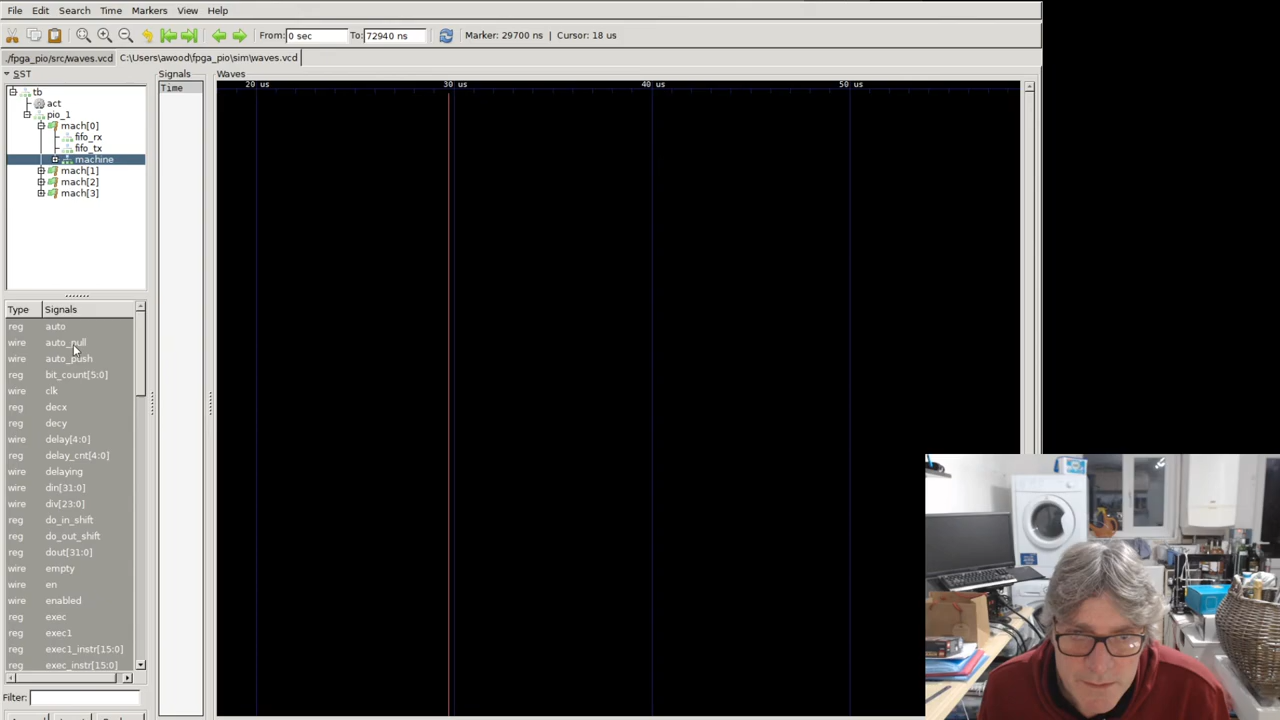 File Edit Search Time Markers View Help
From: 0 sec To: 72940 ns Marker: 29700 ns | Cursor: 18 us
./fpga_pio/src/waves.vcd C:\Users\awood\fpga_pio\sim\waves.vcd
SST
tb
act
pio_1
mach[0]
fifo_rx
fifo_tx
machine
mach[1]
mach[2]
mach[3]
Type Signals
reg auto
wire auto_pull
wire auto_push
reg bit_count[5:0]
wire clk
reg decx
reg decy
wire delay[4:0]
reg delay_cnt[4:0]
wire delaying
wire din[31:0]
wire div[23:0]
reg do_in_shift
reg do_out_shift
reg dout[31:0]
wire empty
wire en
wire enabled
reg exec
reg exec1
reg exec1_instr[15:0]
reg exec_instr[15:0]
Filter:
Signals
Time
Waves
20 us 30 us 40 us 50 us